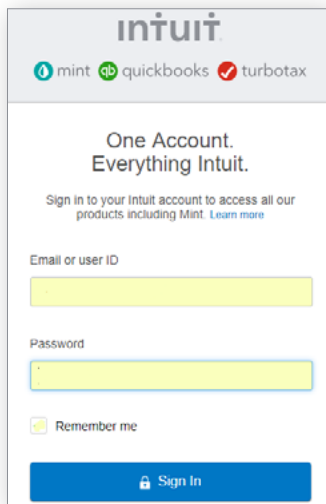 intuit
mint qb quickbooks turbotax
One Account.
Everything Intuit.
Sign in to your Intuit account to access all our
products including Mint. Learn more
Email or user ID
Password
Remember me
Sign In